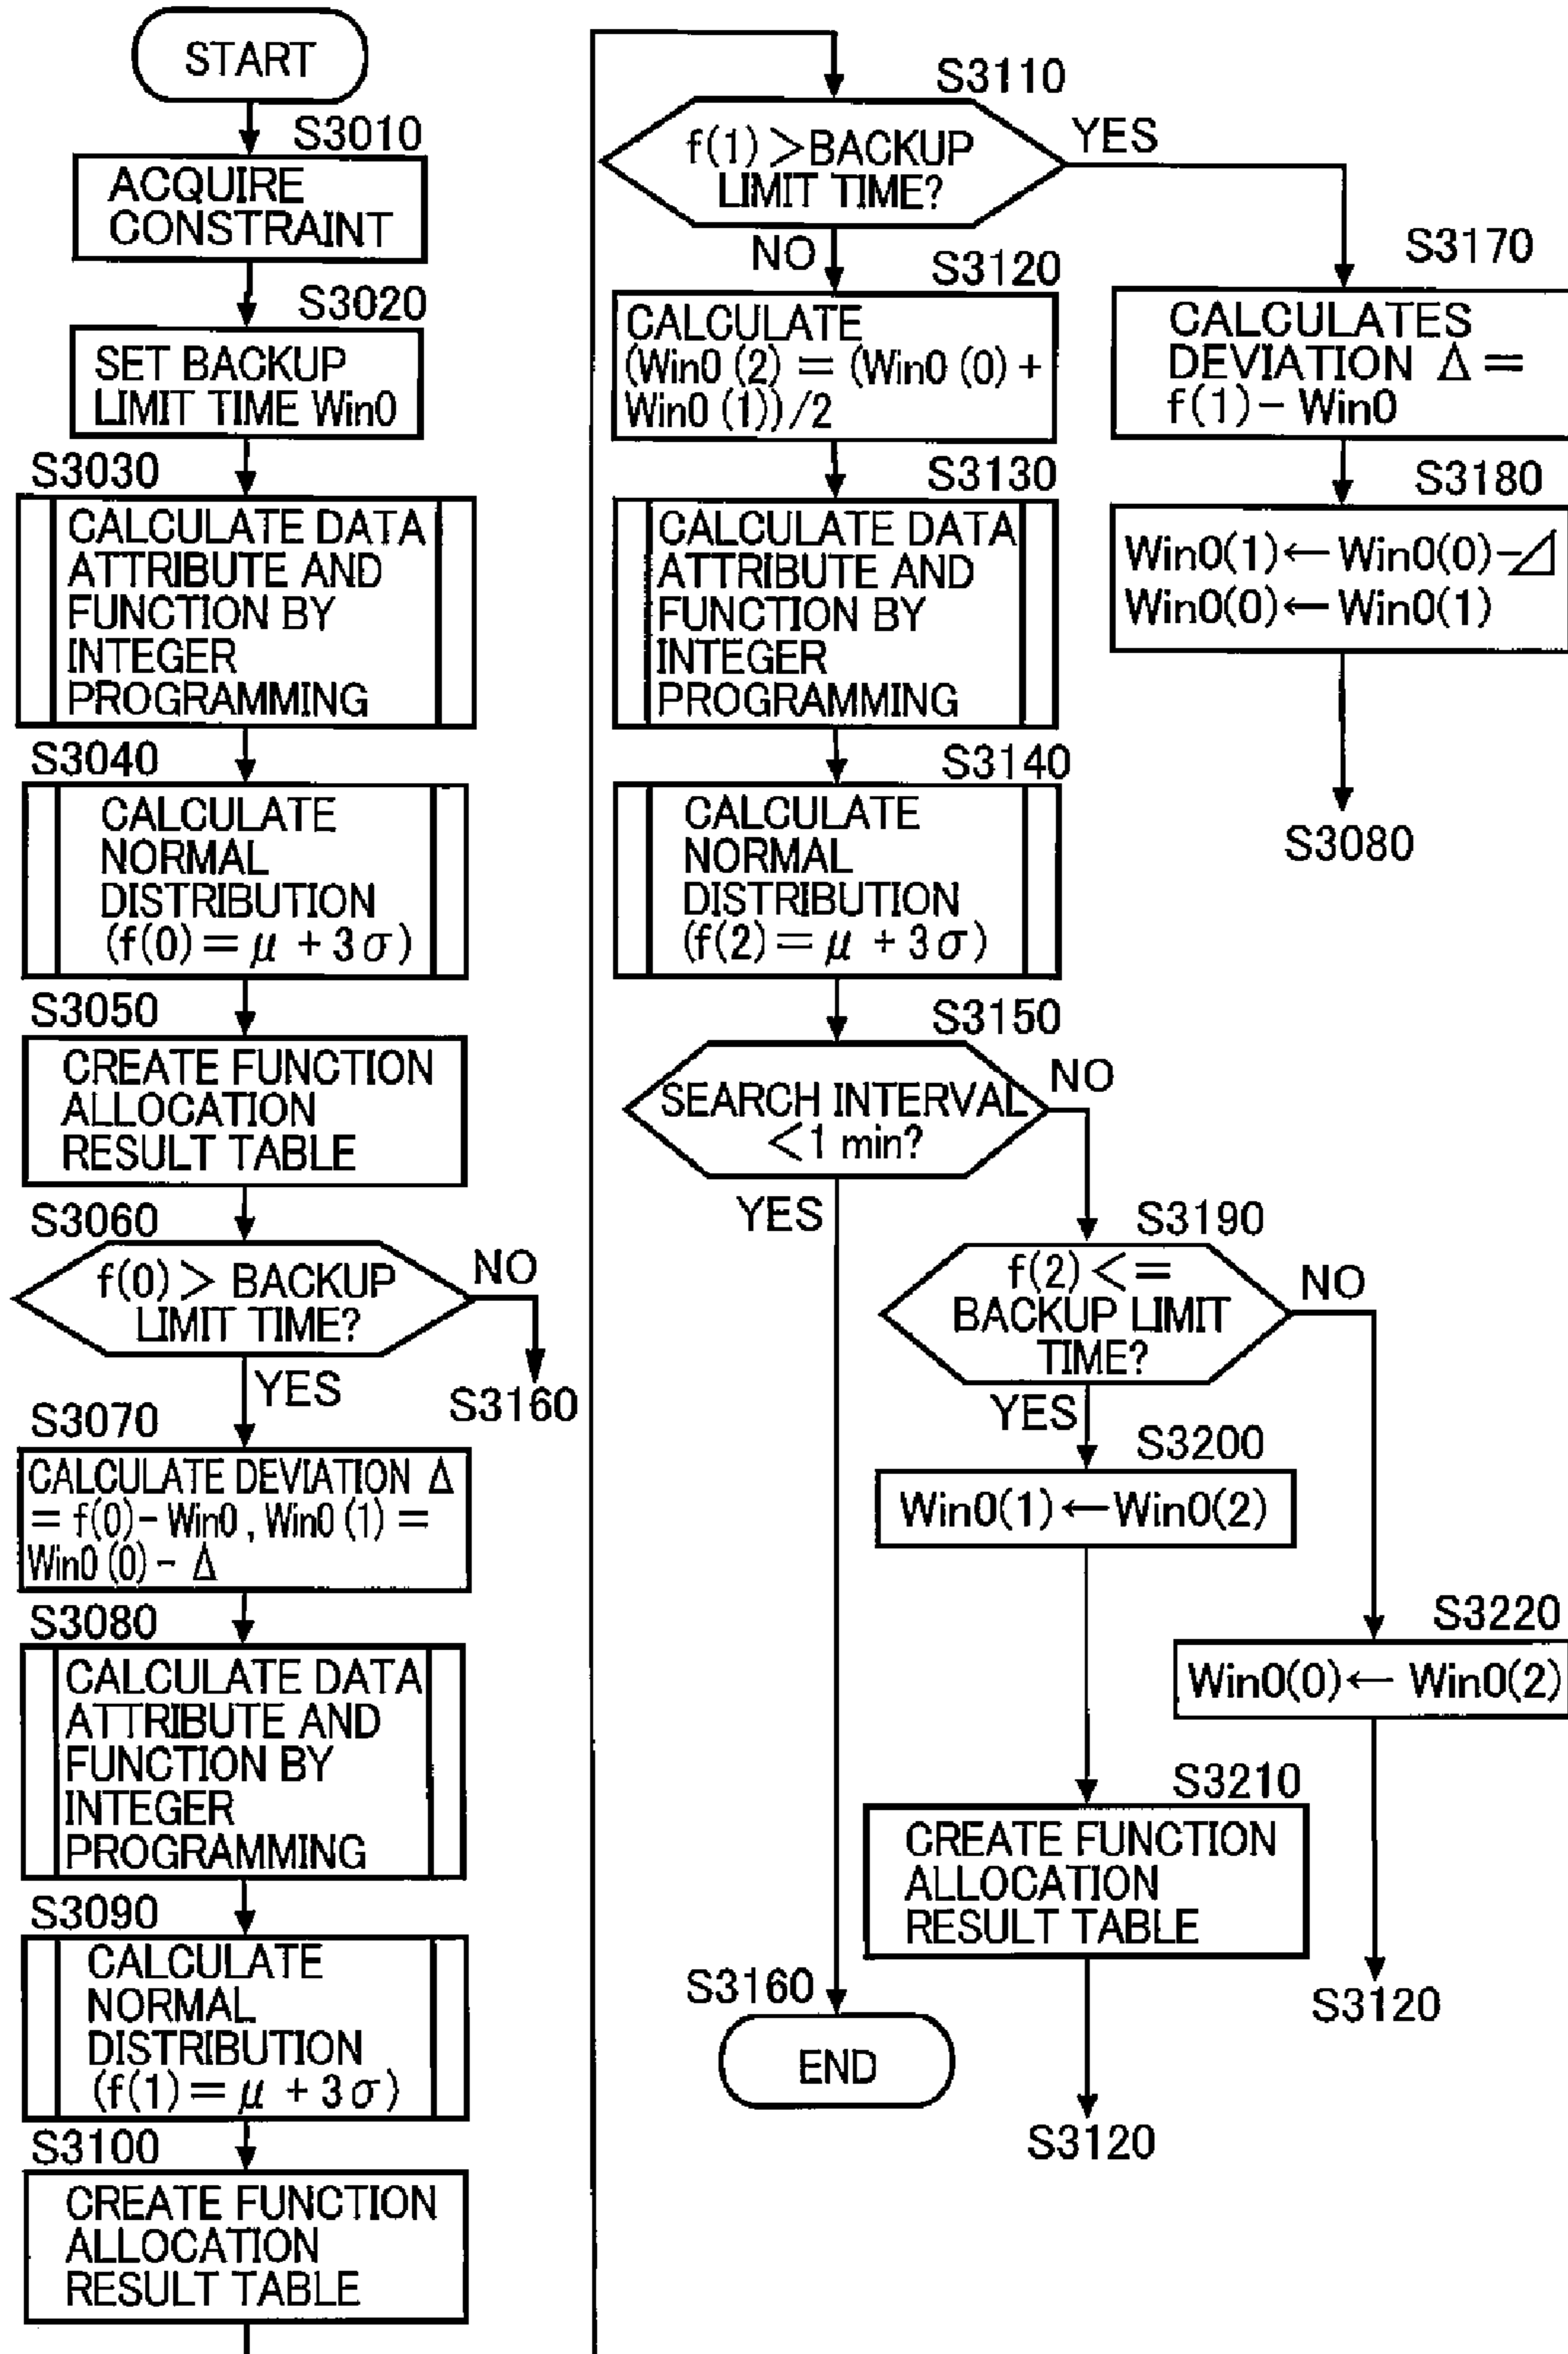 START
S3010
ACQUIRE
CONSTRAINT
S3020
SET BACKUP
LIMIT TIME Win0
S3030
CALCULATE DATA
ATTRIBUTE AND
FUNCTION BY
INTEGER
PROGRAMMING
S3040
CALCULATE
NORMAL
DISTRIBUTION
(f(0) = μ + 3σ)
S3050
CREATE FUNCTION
ALLOCATION
RESULT TABLE
S3060
f(0) > BACKUP
LIMIT TIME?
NO
S3160
YES
S3070
CALCULATE DEVIATION Δ
= f(0) - Win0 , Win0 (1) =
Win0 (0) - Δ
S3080
CALCULATE DATA
ATTRIBUTE AND
FUNCTION BY
INTEGER
PROGRAMMING
S3090
CALCULATE
NORMAL
DISTRIBUTION
(f(1) = μ + 3σ)
S3100
CREATE FUNCTION
ALLOCATION
RESULT TABLE
S3110
f(1) >BACKUP
LIMIT TIME?
YES
NO
S3120
CALCULATE
(Win0 (2) = (Win0 (0) +
Win0 (1)) /2
S3130
CALCULATE DATA
ATTRIBUTE AND
FUNCTION BY
INTEGER
PROGRAMMING
S3140
CALCULATE
NORMAL
DISTRIBUTION
(f(2) = μ + 3σ)
S3150
SEARCH INTERVAL
<1 min?
NO
YES
S3160
END
S3170
CALCULATES
DEVIATION Δ =
f(1) - Win0
S3180
Win0(1) ← Win0(0) -⊿
Win0(0) ← Win0(1)
S3080
S3190
f(2) < =
BACKUP LIMIT
TIME?
NO
YES
S3200
Win0(1) ← Win0(2)
S3210
CREATE FUNCTION
ALLOCATION
RESULT TABLE
S3120
S3220
Win0(0) ← Win0(2)
S3120